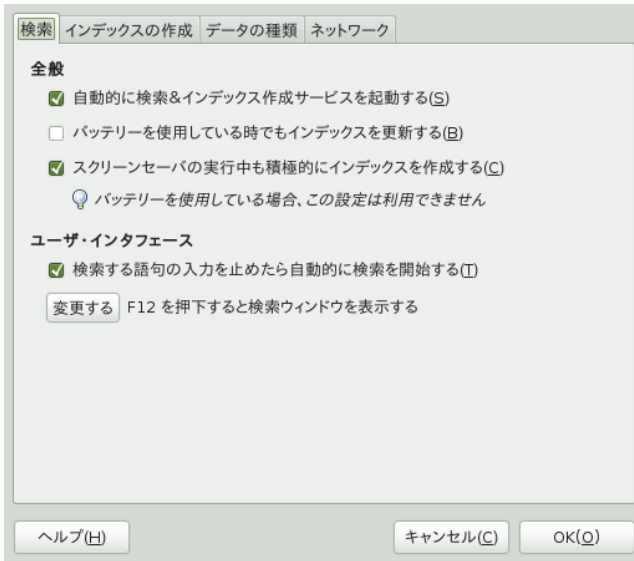 検索 インデックスの作成 データの種類 ネットワーク
全般
自動的に検索&インデックス作成サービスを起動する(S)
バッテリーを使用している時でもインデックスを更新する(B)
スクリーンセーバの実行中も積極的にインデックスを作成する(C)
バッテリーを使用している場合、この設定は利用できません
ユーザ・インタフェース
検索する語句の入力を止めたら自動的に検索を開始する(T)
変更する F12 を押下すると検索ウィンドウを表示する
ヘルプ(H) キャンセル(C) OK(O)